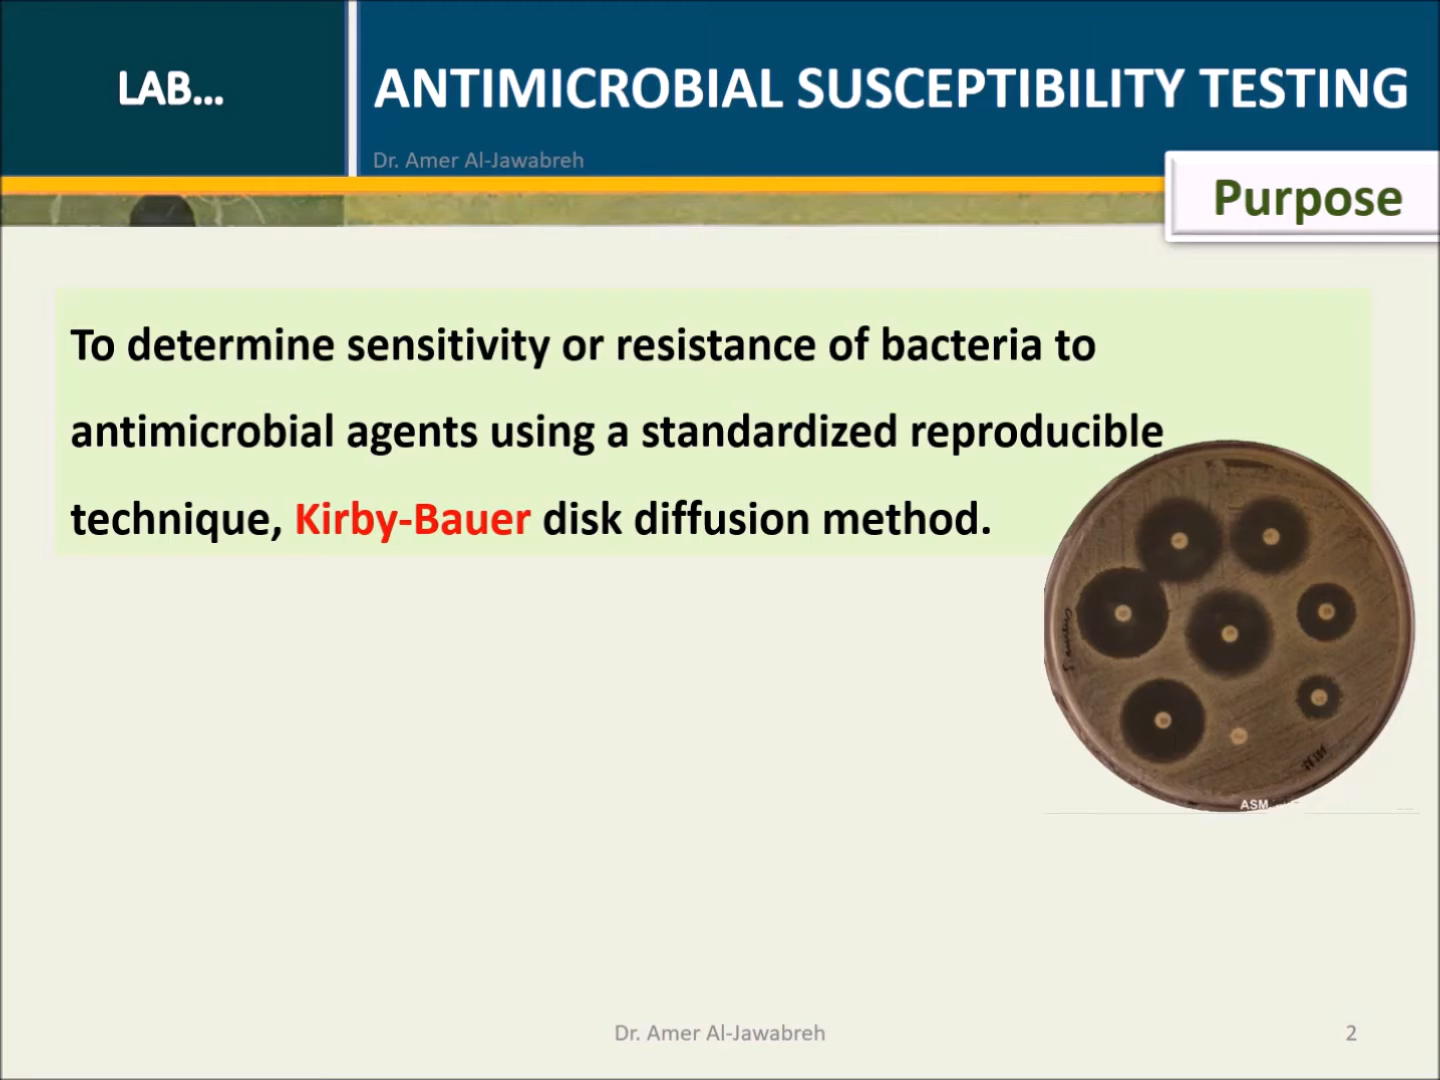 LAB...
ANTIMICROBIAL SUSCEPTIBILITY TESTING
Dr. Amer Al-Jawabreh
Purpose
To determine sensitivity or resistance of bacteria to
antimicrobial agents using a standardized reproducible
technique, Kirby-Bauer disk diffusion method.
ASM
Dr. Amer Al-Jawabreh
2